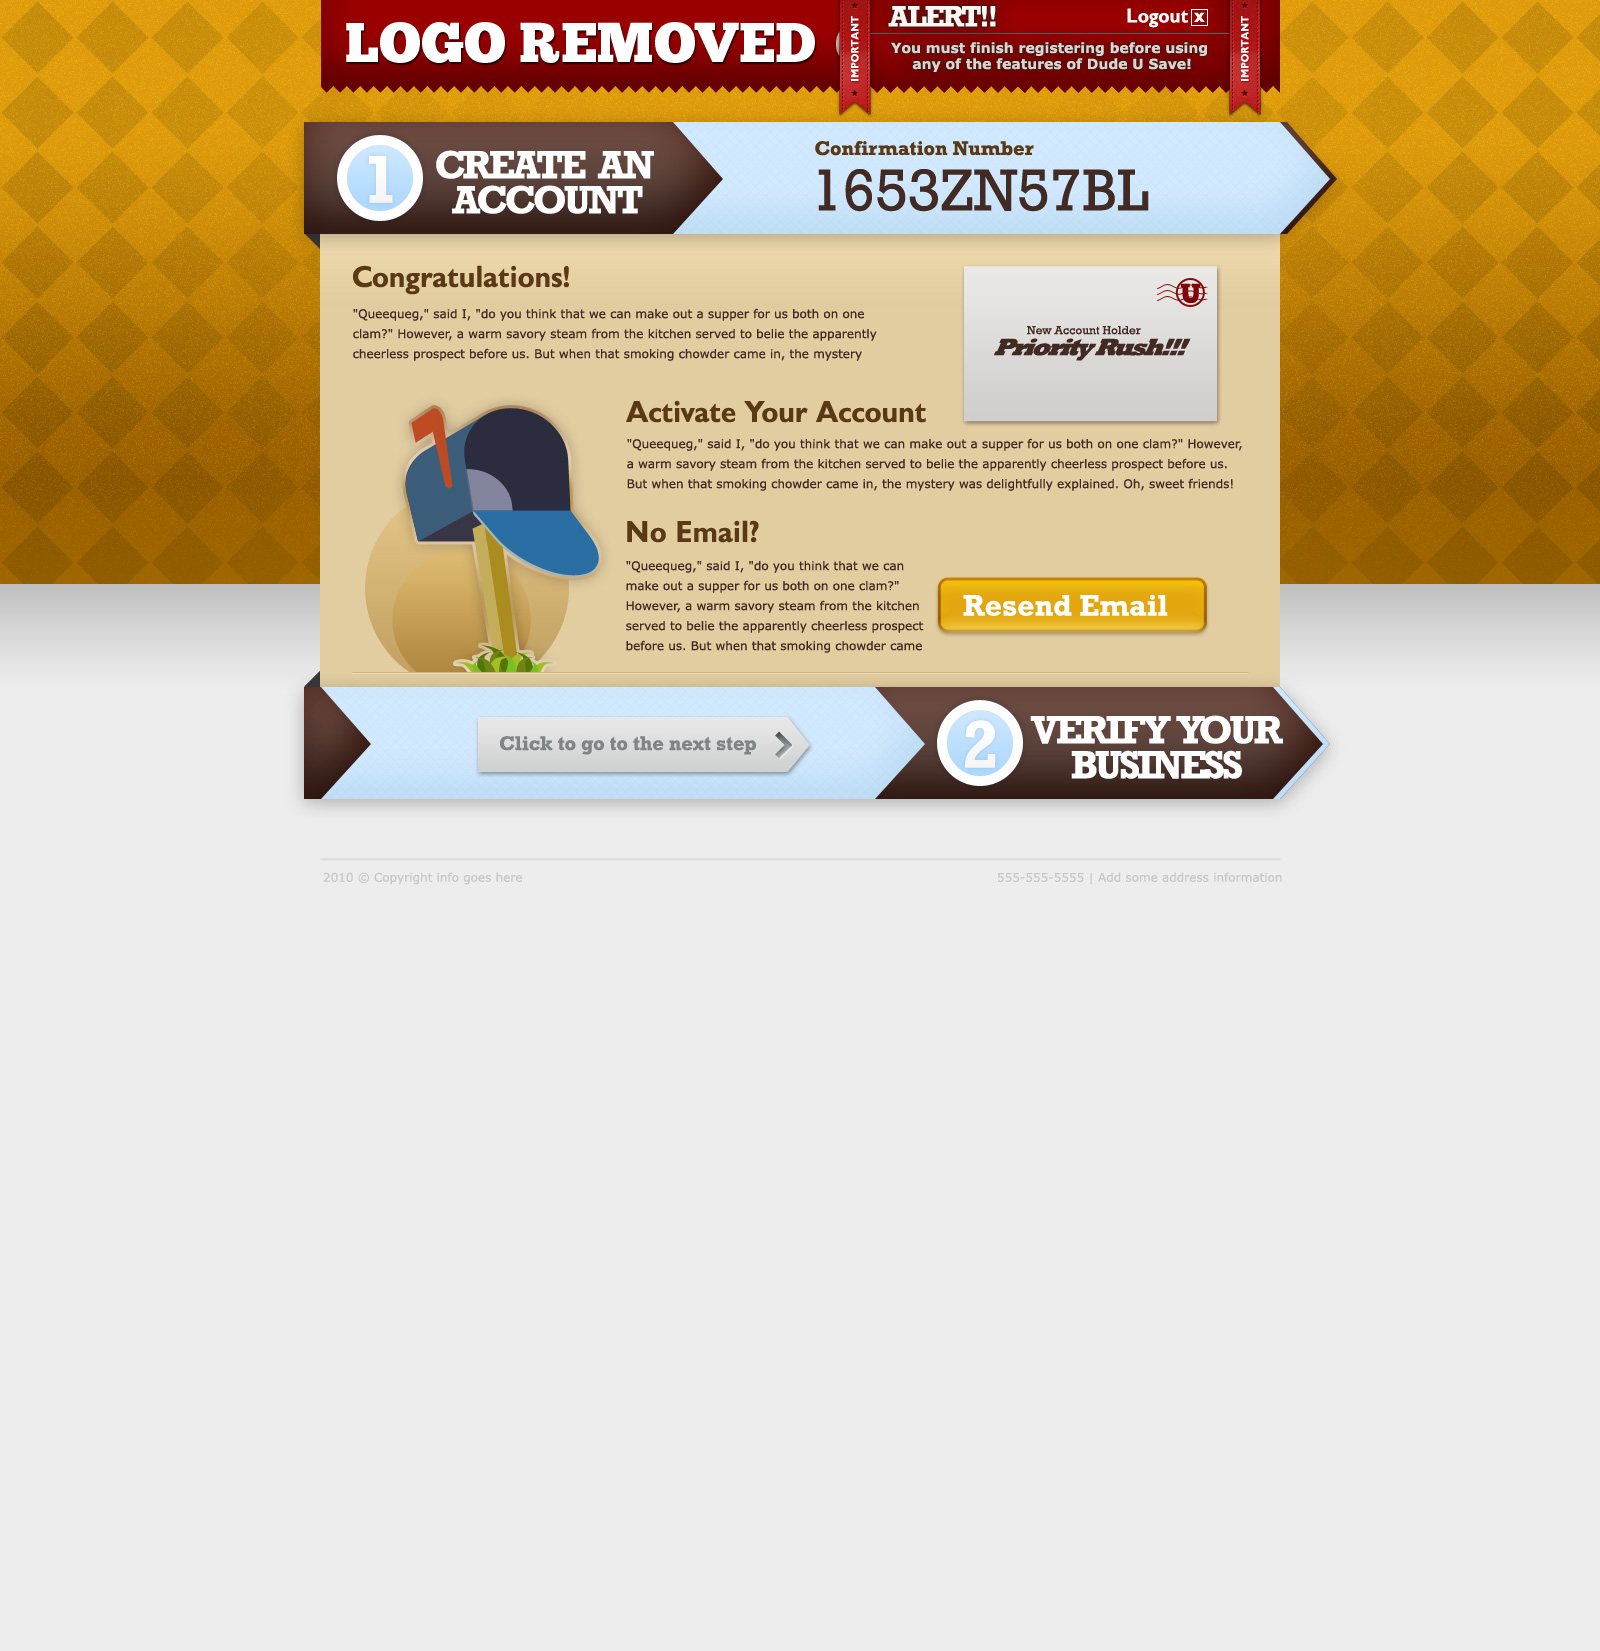 LOGO REMOVED
ALERT!!
Logout x
IMPORTANT
You must finish registering before using
any of the features of Dude U Save!
IMPORTANT
1
CREATE AN
ACCOUNT
Confirmation Number
1653ZN57BL
Congratulations!
"Queequeg," said I, "do you think that we can make out a supper for us both on one
clam?" However, a warm savory steam from the kitchen served to belie the apparently
cheerless prospect before us. But when that smoking chowder came in, the mystery
U
New Account Holder
Priority Rush!!!
Activate Your Account
"Queequeg," said I, "do you think that we can make out a supper for us both on one clam?" However,
a warm savory steam from the kitchen served to belie the apparently cheerless prospect before us.
But when that smoking chowder came in, the mystery was delightfully explained. Oh, sweet friends!
No Email?
"Queequeg," said I, "do you think that we can
make out a supper for us both on one clam?"
However, a warm savory steam from the kitchen
served to belie the apparently cheerless prospect
before us. But when that smoking chowder came
Resend Email
Click to go to the next step
2
VERIFY YOUR
BUSINESS
2010 © Copyright info goes here
555-555-5555 | Add some address information